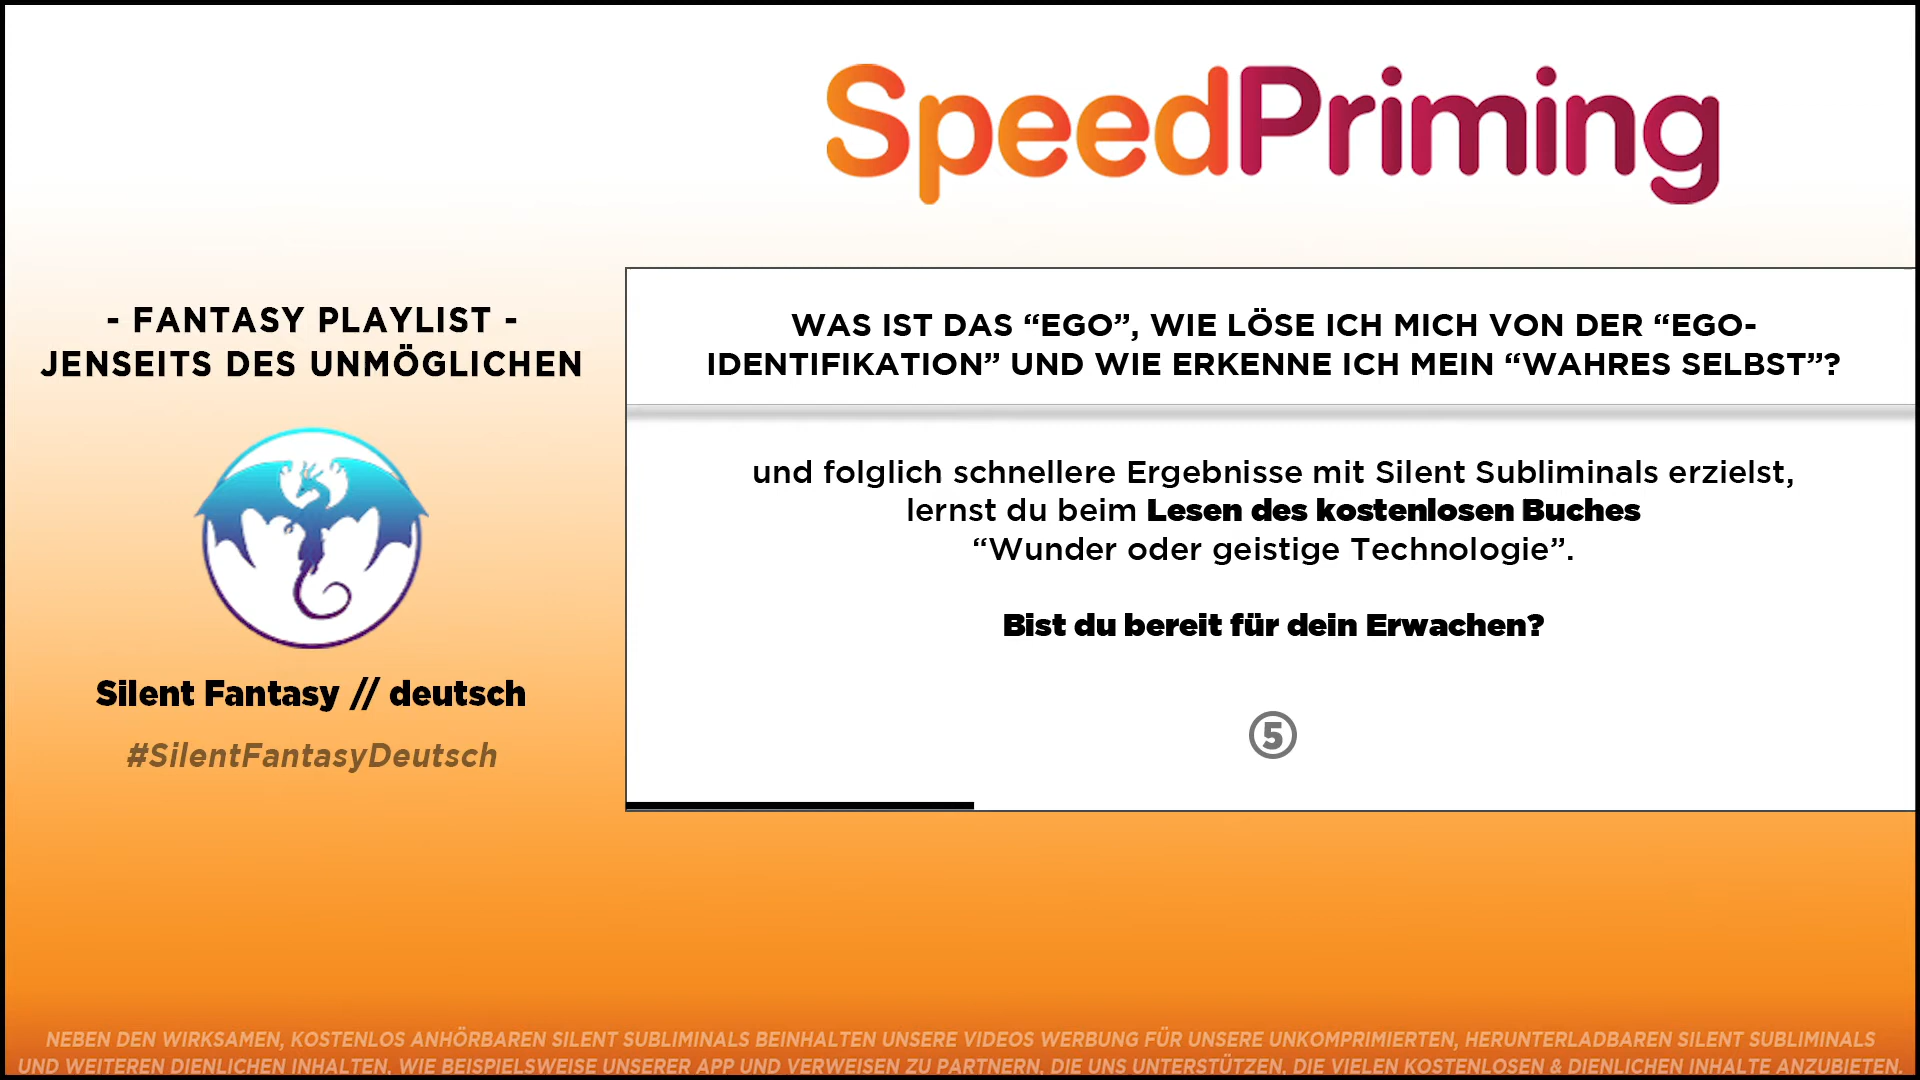 SpeedPriming
- FANTASY PLAYLIST -
JENSEITS DES UNMÖGLICHEN
Silent Fantasy // deutsch
#SilentFantasyDeutsch
WAS IST DAS “EGO”, WIE LÖSE ICH MICH VON DER “EGO-
IDENTIFIKATION” UND WIE ERKENNE ICH MEIN “WAHRES SELBST”?
und folglich schnellere Ergebnisse mit Silent Subliminals erzielst,
lernst du beim Lesen des kostenlosen Buches
“Wunder oder geistige Technologie”.
Bist du bereit für dein Erwachen?
5
NEBEN DEN WIRKSAMEN, KOSTENLOS ANHÖRBAREN SILENT SUBLIMINALS BEINHALTEN UNSERE VIDEOS WERBUNG FÜR UNSERE UNKOMPRIMIERTEN, HERUNTERLADBAREN SILENT SUBLIMINALS
UND WEITEREN DIENLICHEN INHALTEN, WIE BEISPIELSWEISE UNSERER APP UND VERWEISEN ZU PARTNERN, DIE UNS UNTERSTÜTZEN, DIE VIELEN KOSTENLOSEN & DIENLICHEN INHALTE ANZUBIETEN.